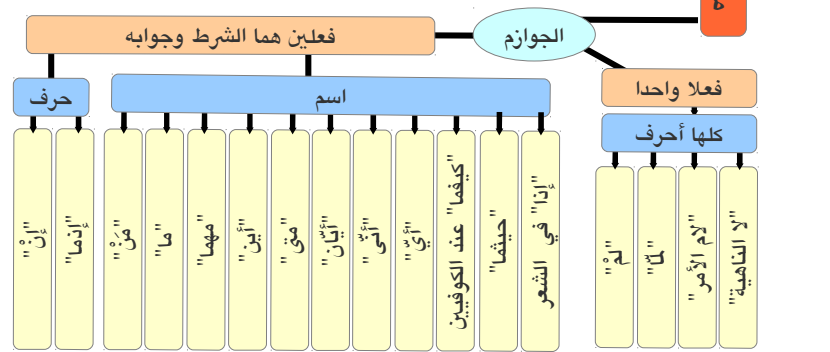 الجوازم
فعلا واحدا
كلها أحرف
"لا الناهية"
"لام الأمر"
"لمّا"
"لمْ"
فعلين هما الشرط وجوابه
اسم
"إذا" في الشعر
"حيثما"
"كيفما" عند الكوفيين
"أيّ"
"أنّى"
"أيّان"
"متى"
"أين"
"مهما"
"ما"
"مَنْ"
حرف
"إذما"
"إنْ"